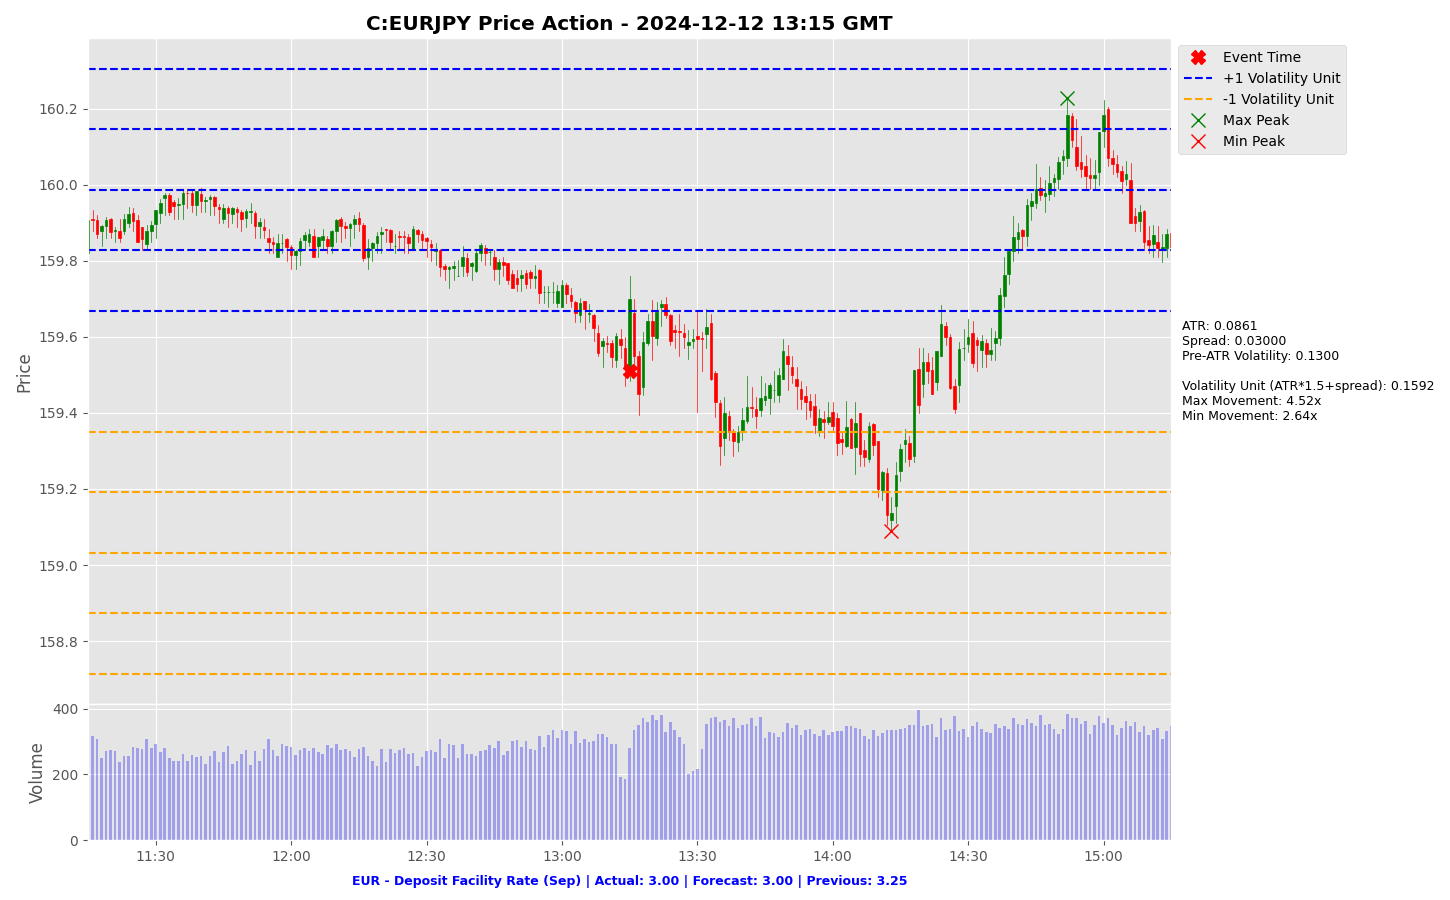 C:EURJPY Price Action - 2024-12-12 13:15 GMT
Event Time
+1 Volatility Unit
-1 Volatility Unit
Max Peak
Min Peak
Price
160.2
160.0
159.8
159.6
159.4
159.2
159.0
158.8
ATR: 0.0861
Spread: 0.03000
Pre-ATR Volatility: 0.1300
Volatility Unit (ATR*1.5+spread): 0.1592
Max Movement: 4.52x
Min Movement: 2.64x
Volume
400
200
0
11:30 12:00 12:30 13:00 13:30 14:00 14:30 15:00
EUR - Deposit Facility Rate (Sep) | Actual: 3.00 | Forecast: 3.00 | Previous: 3.25